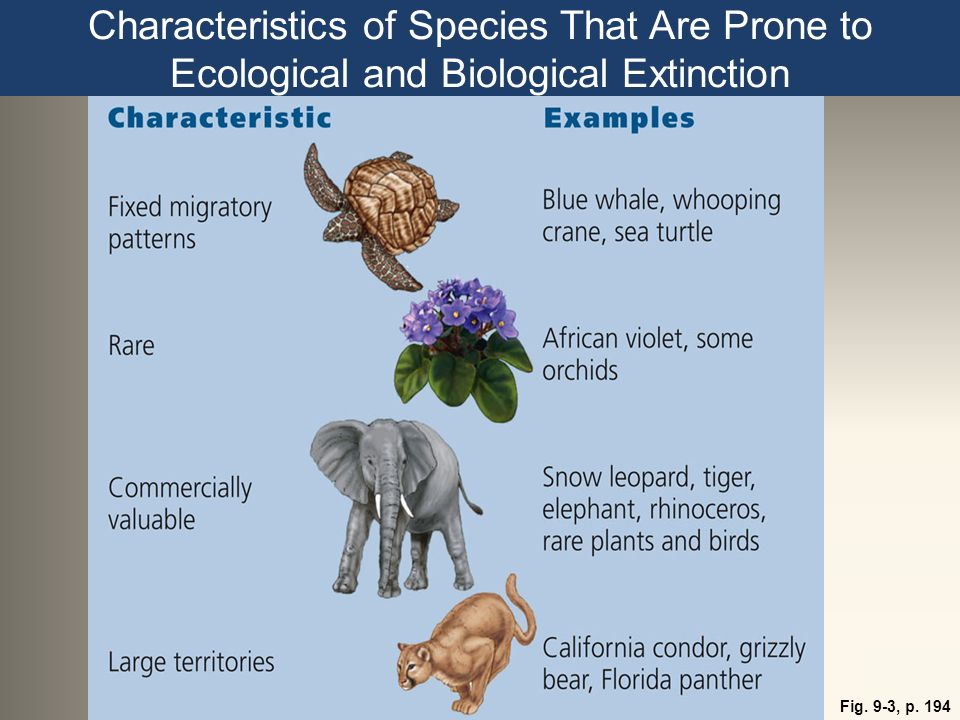 Characteristics of Species That Are Prone to
Ecological and Biological Extinction
Characteristic
Examples
Fixed migratory
patterns
Blue whale, whooping
crane, sea turtle
Rare
African violet, some
orchids
Commercially
valuable
Snow leopard, tiger,
elephant, rhinoceros,
rare plants and birds
Large territories
California condor, grizzly
bear, Florida panther
Fig. 9-3, p. 194